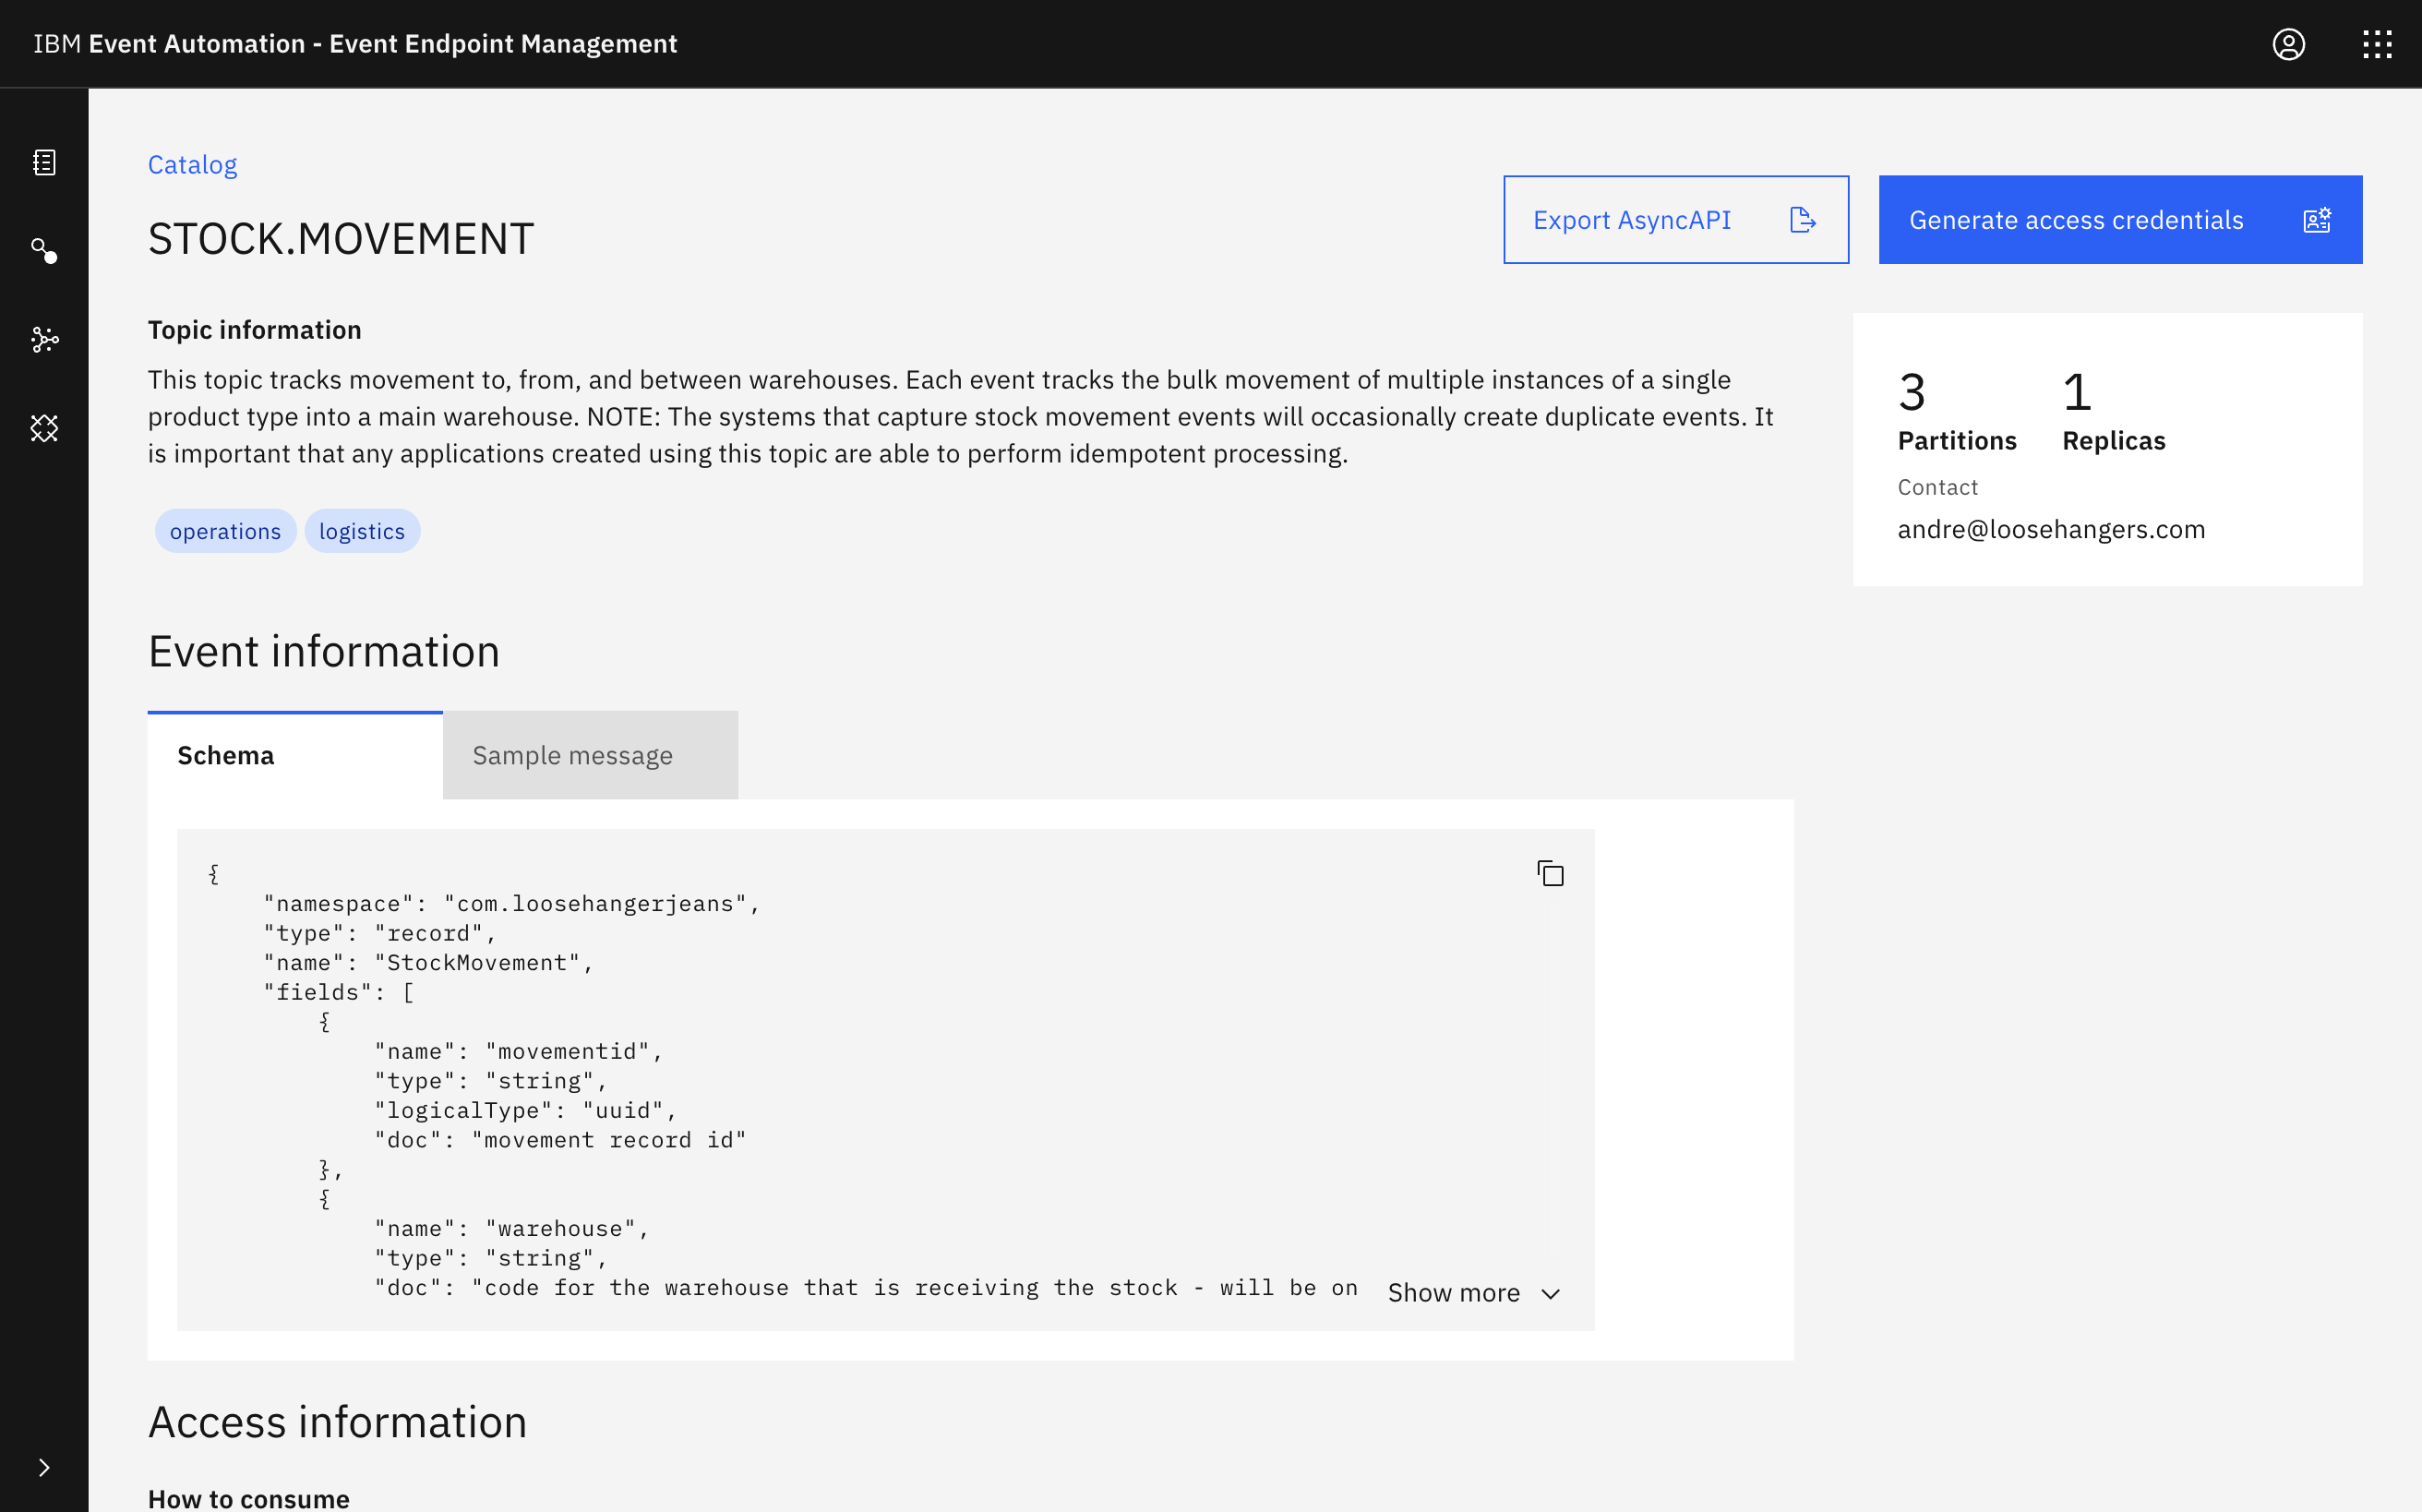 IBM Event Automation - Event Endpoint Management
Catalog
STOCK.MOVEMENT
Export AsyncAPI
Generate access credentials
Topic information
This topic tracks movement to, from, and between warehouses. Each event tracks the bulk movement of multiple instances of a single
product type into a main warehouse. NOTE: The systems that capture stock movement events will occasionally create duplicate events. It
is important that any applications created using this topic are able to perform idempotent processing.
operations
logistics
3
Partitions
1
Replicas
Contact
andre@loosehangers.com
Event information
Schema
Sample message
{
    "namespace": "com.loosehangerjeans",
    "type": "record",
    "name": "StockMovement",
    "fields": [
        {
            "name": "movementid",
            "type": "string",
            "logicalType": "uuid",
            "doc": "movement record id"
        },
        {
            "name": "warehouse",
            "type": "string",
            "doc": "code for the warehouse that is receiving the stock - will be on
Show more
Access information
How to consume